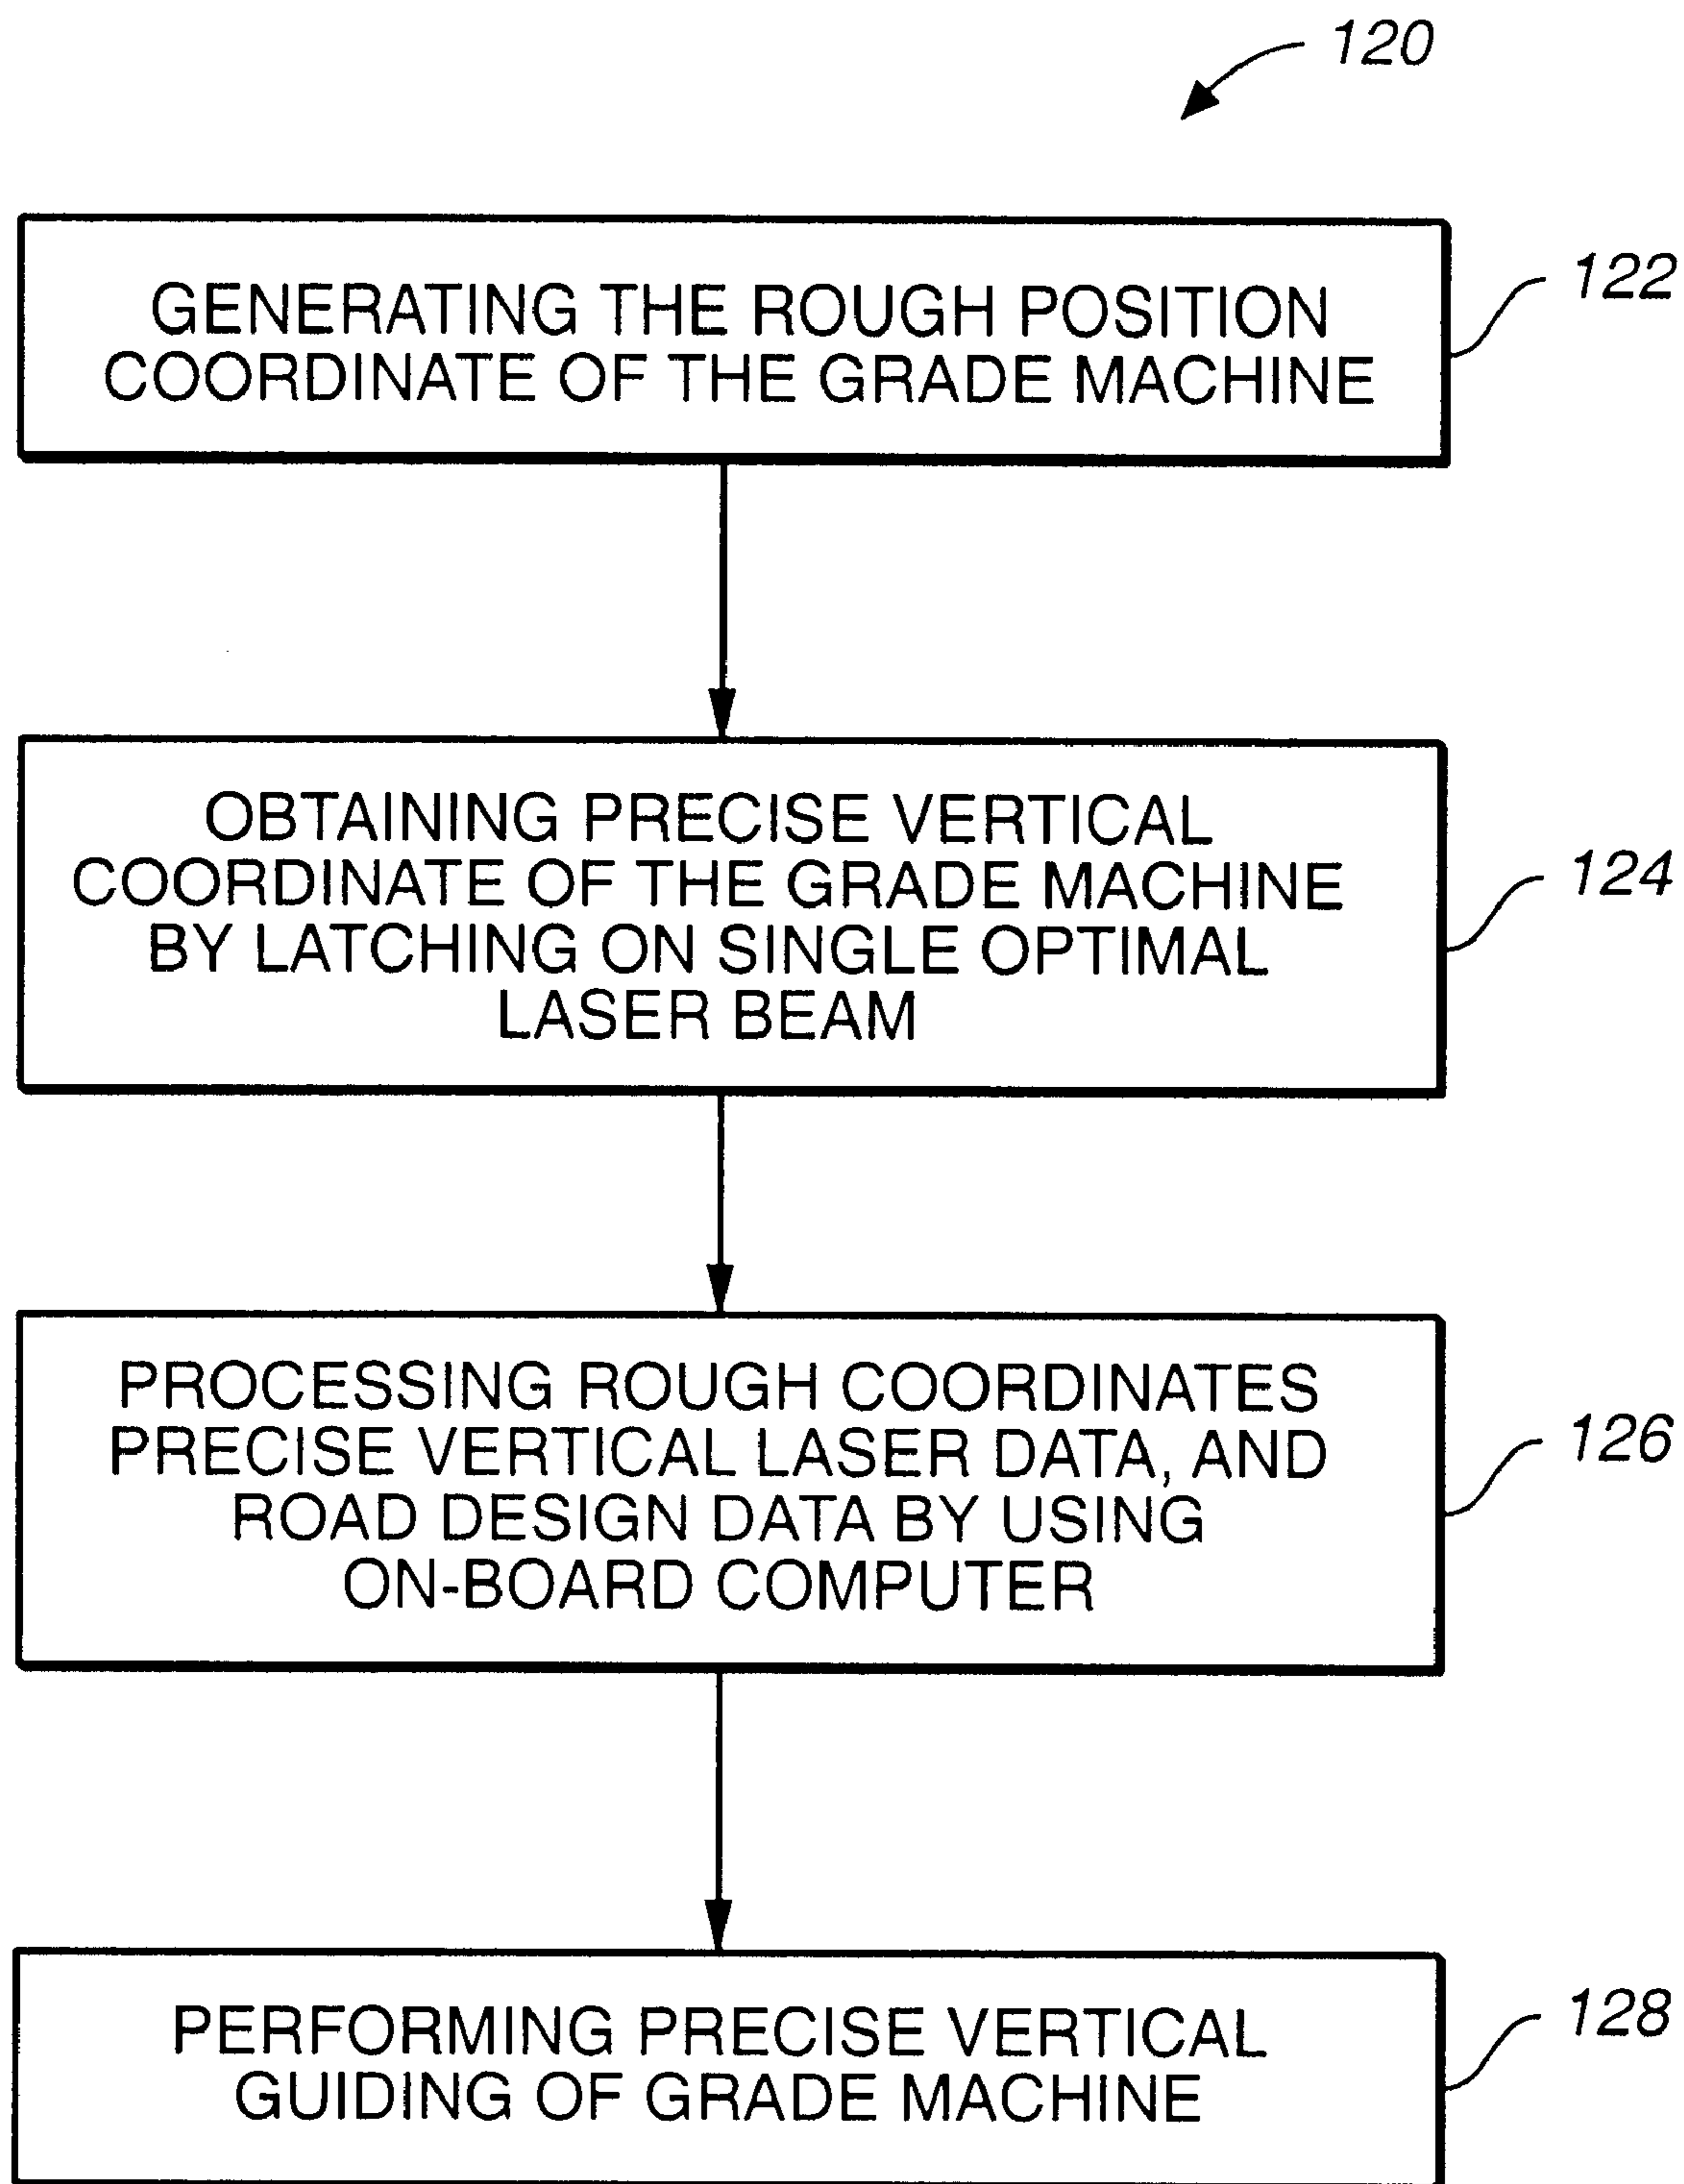 120
GENERATING THE ROUGH POSITION
COORDINATE OF THE GRADE MACHINE
122
OBTAINING PRECISE VERTICAL
COORDINATE OF THE GRADE MACHINE
BY LATCHING ON SINGLE OPTIMAL
LASER BEAM
124
PROCESSING ROUGH COORDINATES
PRECISE VERTICAL LASER DATA, AND
ROAD DESIGN DATA BY USING
ON-BOARD COMPUTER
126
PERFORMING PRECISE VERTICAL
GUIDING OF GRADE MACHINE
128